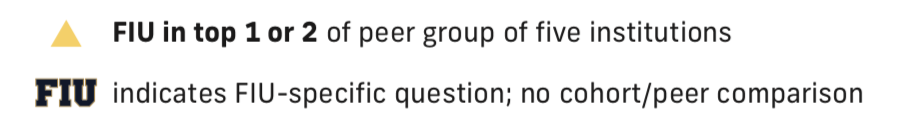 FIU in top 1 or 2 of peer group of five institutions
FIU indicates FIU-specific question; no cohort/peer comparison